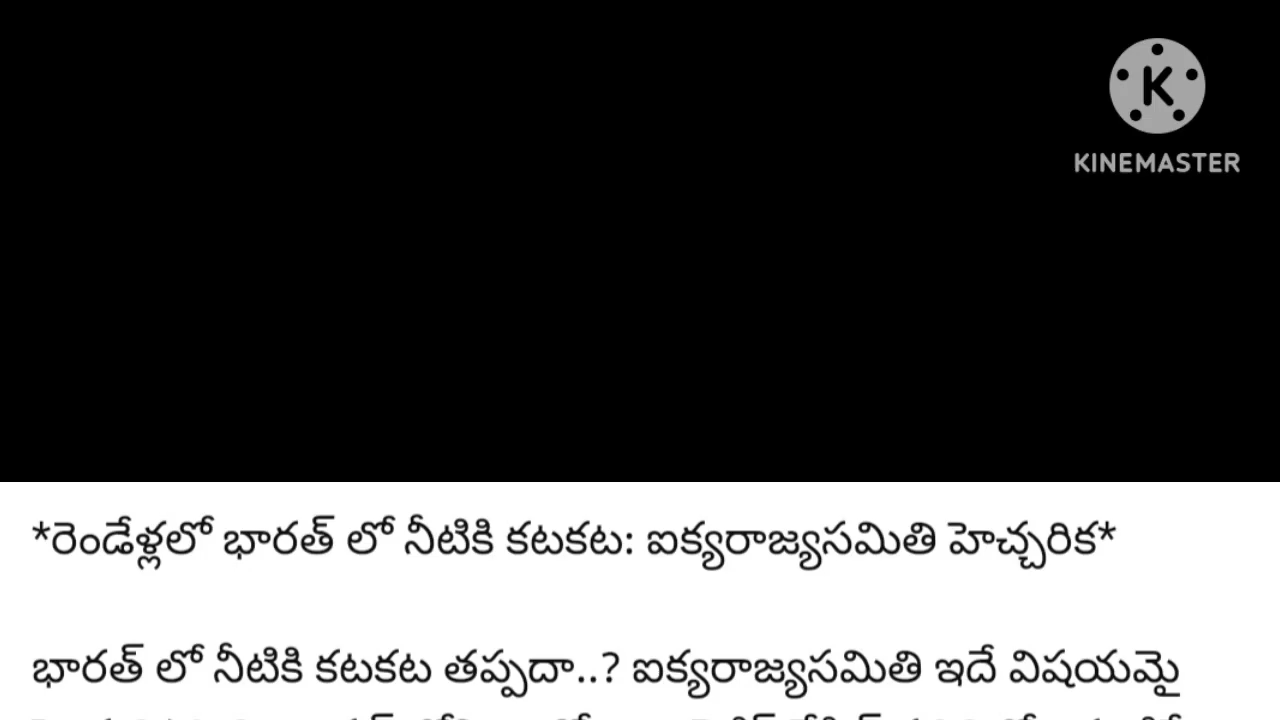 K
KINEMASTER
*రెండేళ్లలో భారత్ లో నీటికి కటకట: ఐక్యరాజ్యసమితి హెచ్చరిక*
భారత్ లో నీటికి కటకట తప్పదా..? ఐక్యరాజ్యసమితి ఇదే విషయమై